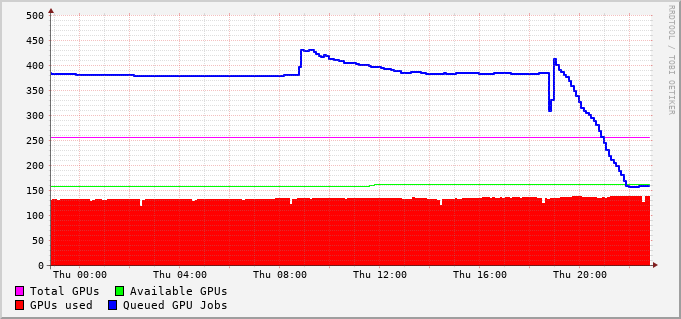 500
450
400
350
300
250
200
150
100
50
0
Thu 00:00 Thu 04:00 Thu 08:00 Thu 12:00 Thu 16:00 Thu 20:00
Total GPUs Available GPUs
GPUs used Queued GPU Jobs
RRDTOOL / TOBI OETIKER